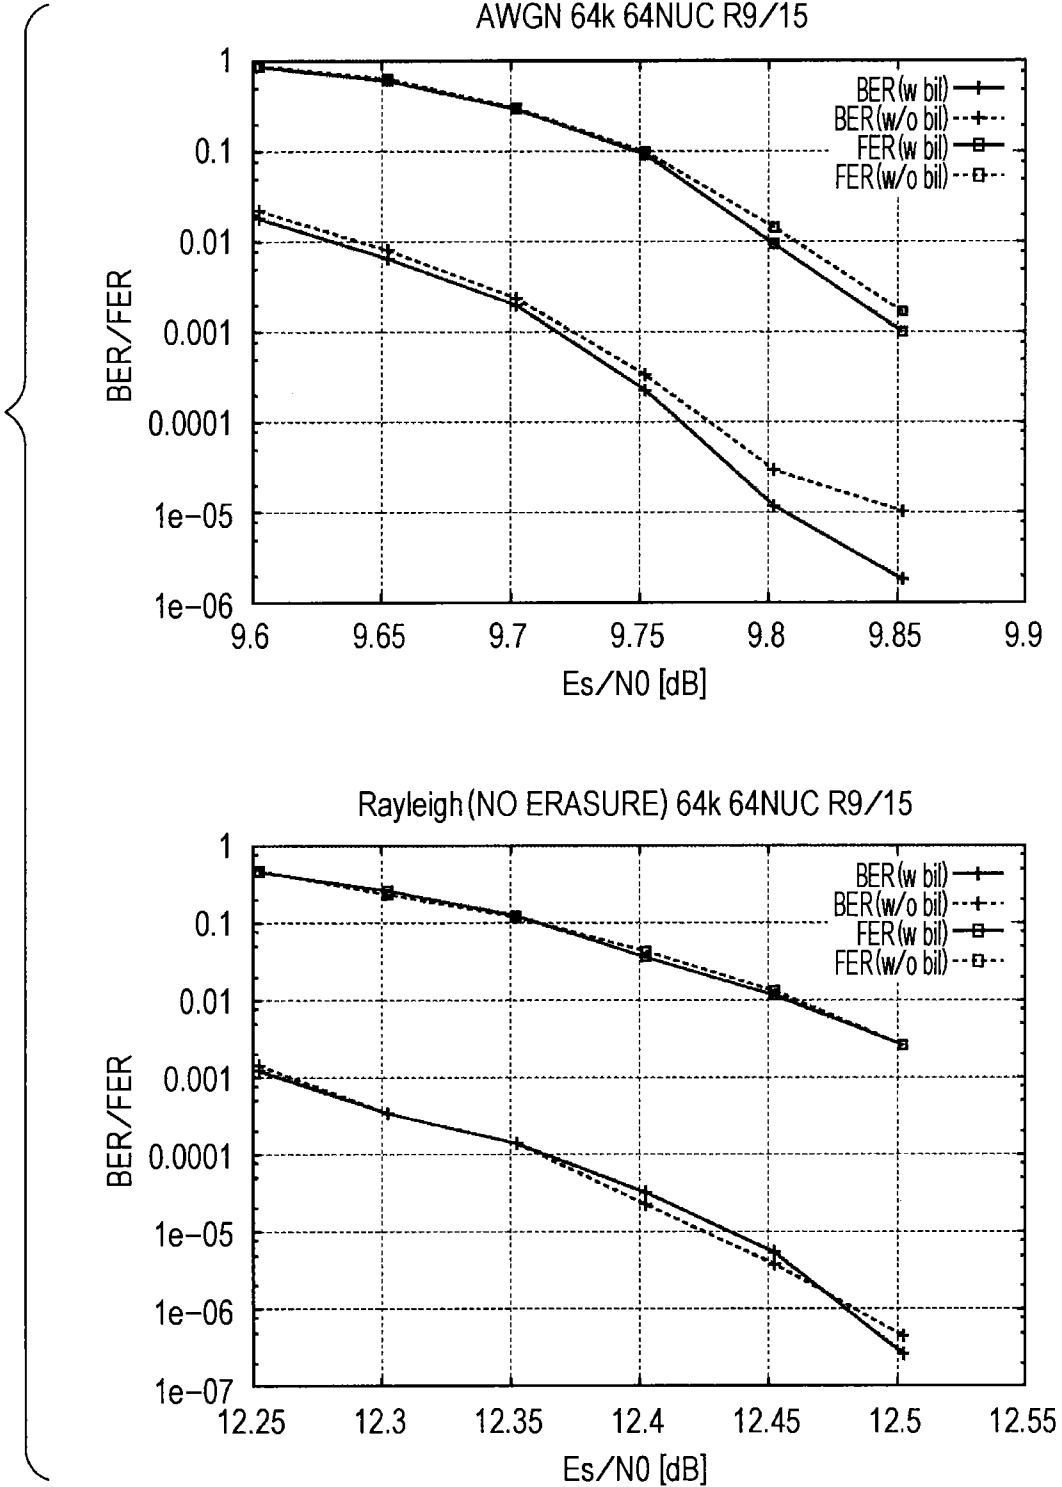 AWGN 64k 64NUC R9/15
BER(w bil)
BER(w/o bil)
FER(w bil)
FER(w/o bil)
1
0.1
0.01
0.001
0.0001
1e-05
1e-06
BER/FER
9.6 9.65 9.7 9.75 9.8 9.85 9.9
Es/N0 [dB]
Rayleigh(NO ERASURE) 64k 64NUC R9/15
BER(w bil)
BER(w/o bil)
FER(w bil)
FER(w/o bil)
1
0.1
0.01
0.001
0.0001
1e-05
1e-06
1e-07
BER/FER
12.25 12.3 12.35 12.4 12.45 12.5 12.55
Es/N0 [dB]